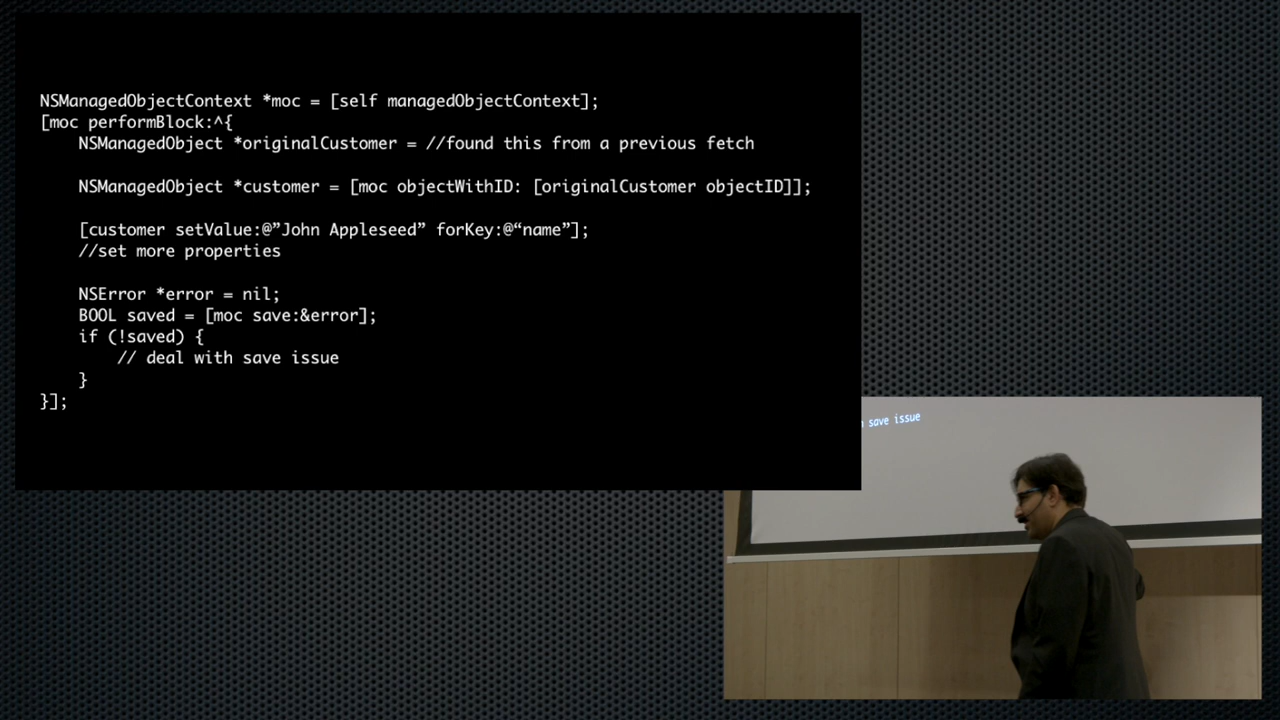 NSManagedObjectContext *moc = [self managedObjectContext];
[moc performBlock:^{
NSManagedObject *originalCustomer = //found this from a previous fetch
NSManagedObject *customer = [moc objectWithID: [originalCustomer objectID]];
[customer setValue:@”John Appleseed” forKey:@“name”];
//set more properties
NSError *error = nil;
BOOL saved = [moc save:&error];
if (!saved) {
// deal with save issue
}
}];
save issue